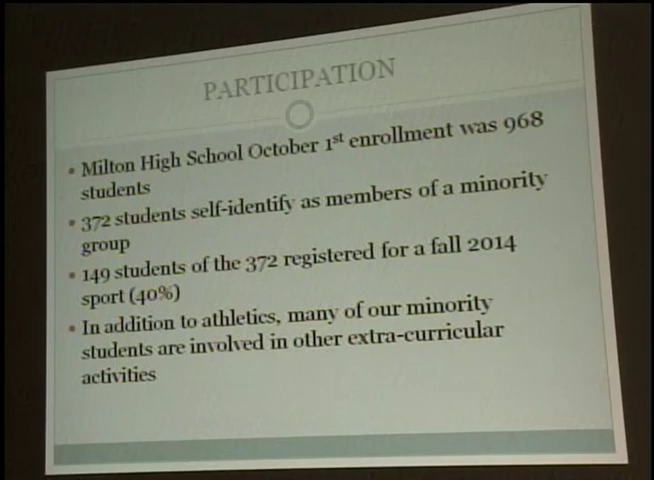 PARTICIPATION
• Milton High School October 1st enrollment was 968
students
• 372 students self-identify as members of a minority
group
• 149 students of the 372 registered for a fall 2014
sport (40%)
• In addition to athletics, many of our minority
students are involved in other extra-curricular
activities